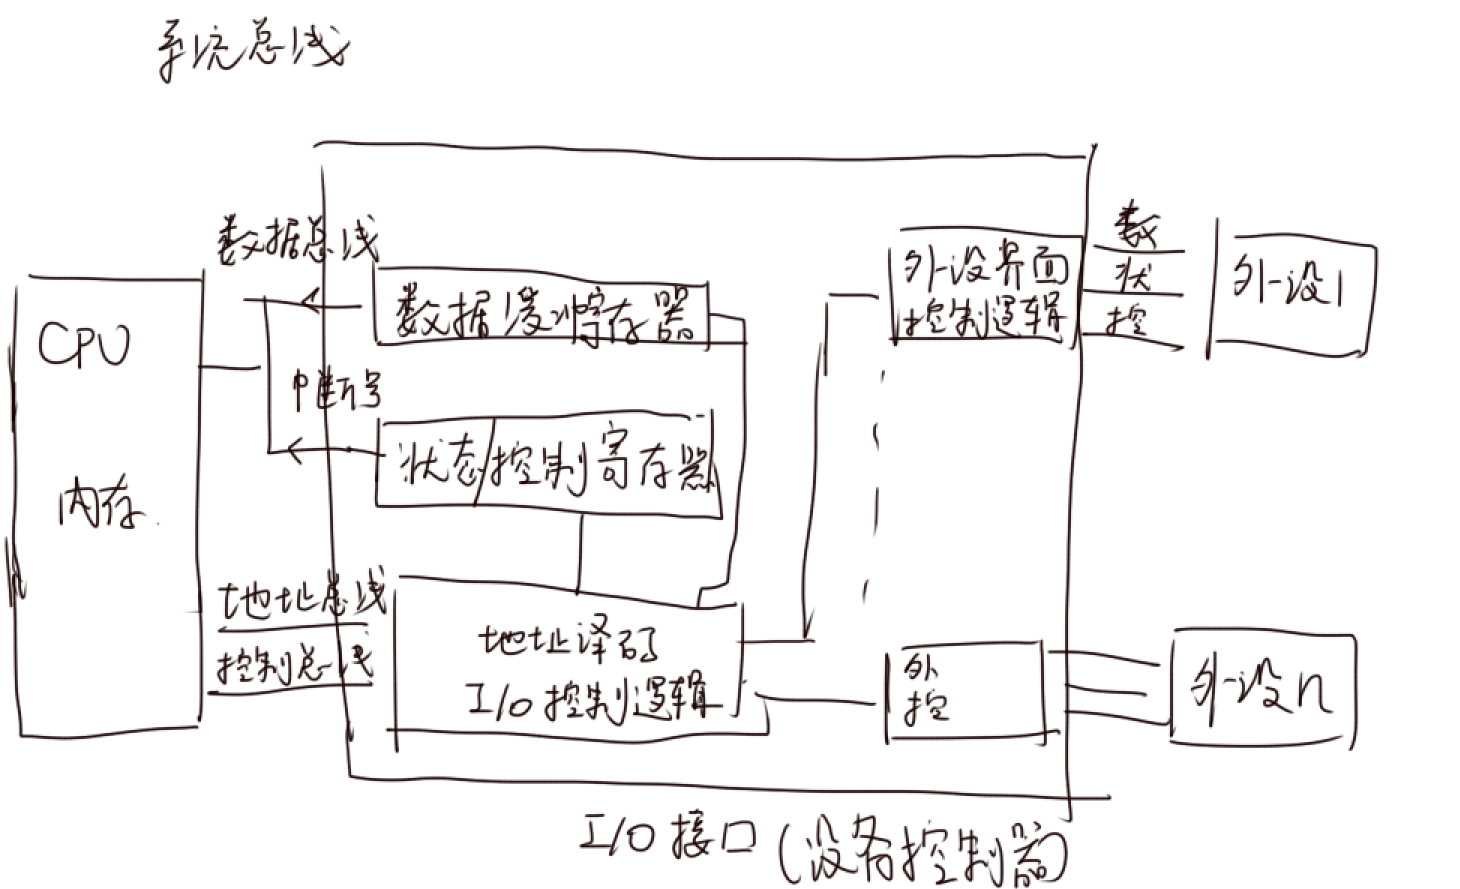 系统总线
数据总线
CPU
内存
数据缓冲寄存器
中断号
状态/控制寄存器
地址总线
控制总线
地址译码
I/O 控制逻辑
外设界面
控制逻辑
数
状
控
外设1
外
控
外设n
I/O 接口 (设备控制器)